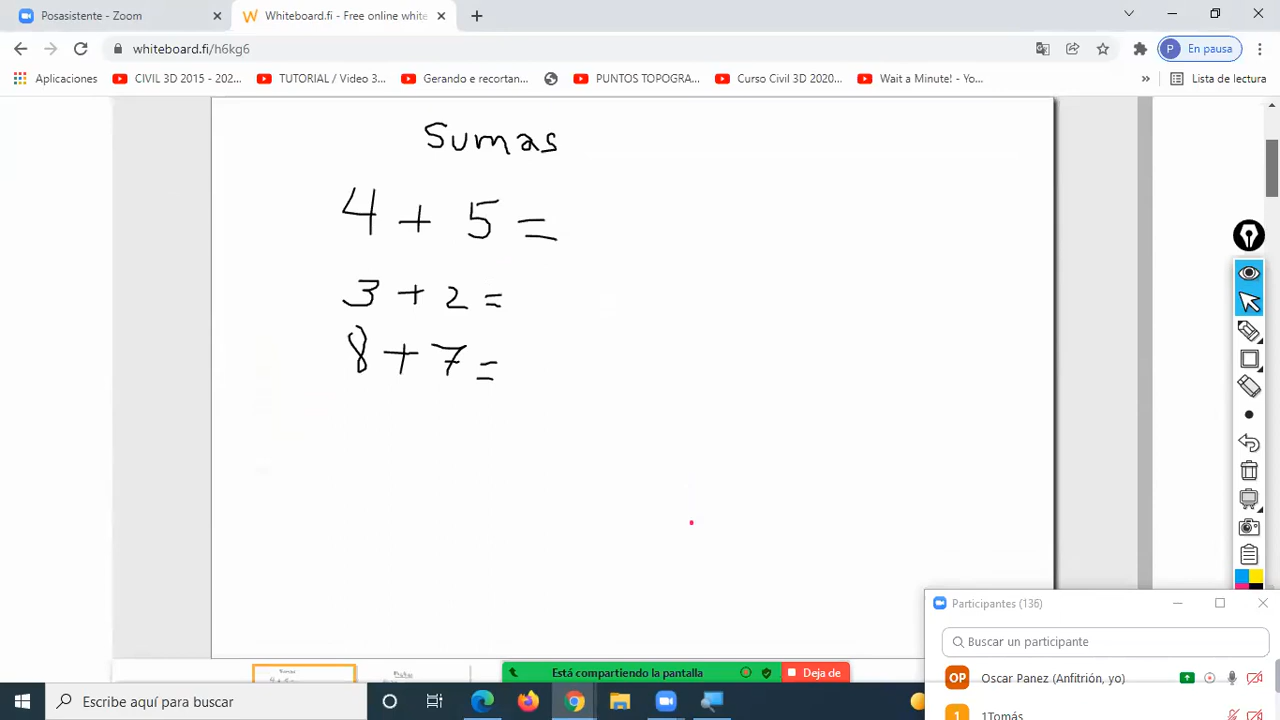 Posasistente - Zoom
Whiteboard.fi - Free online white
whiteboard.fi/h6kg6
P
En pausa
Aplicaciones
CIVIL 3D 2015 - 202...
TUTORIAL / Video 3...
Gerando e recortan...
PUNTOS TOPOGRA...
Curso Civil 3D 2020...
Wait a Minute! - Yo...
»
Lista de lectura
Sumas
4 + 5 =
3 + 2 =
8 + 7 =
Participantes (136)
Buscar un participante
OP Oscar Panez (Anfitrión, yo)
1 1Tomás
Está compartiendo la pantalla
Deja de
Escribe aquí para buscar